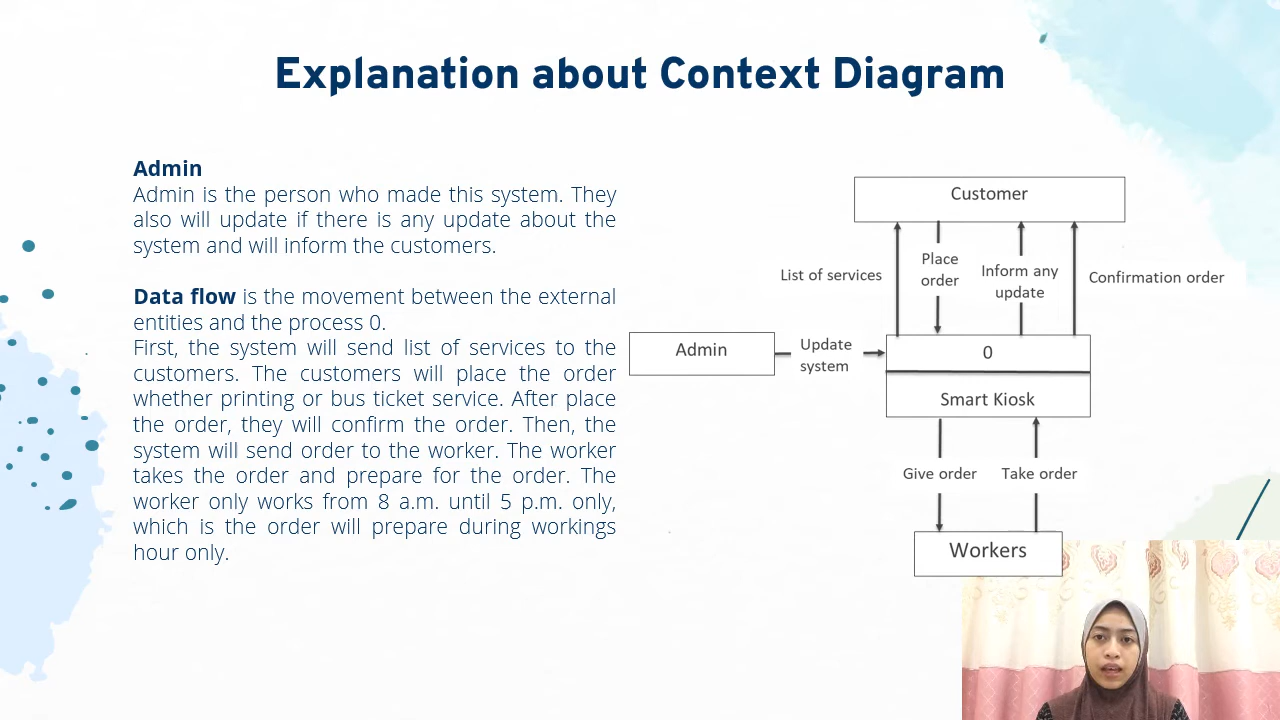 Explanation about Context Diagram
Admin
Admin is the person who made this system. They
also will update if there is any update about the
system and will inform the customers.
Data flow is the movement between the external
entities and the process 0.
First, the system will send list of services to the
customers. The customers will place the order
whether printing or bus ticket service. After place
the order, they will confirm the order. Then, the
system will send order to the worker. The worker
takes the order and prepare for the order. The
worker only works from 8 a.m. until 5 p.m. only,
which is the order will prepare during workings
hour only.
Customer
List of services
Place
order
Inform any
update
Confirmation order
Admin
Update
system
0
Smart Kiosk
Give order
Take order
Workers